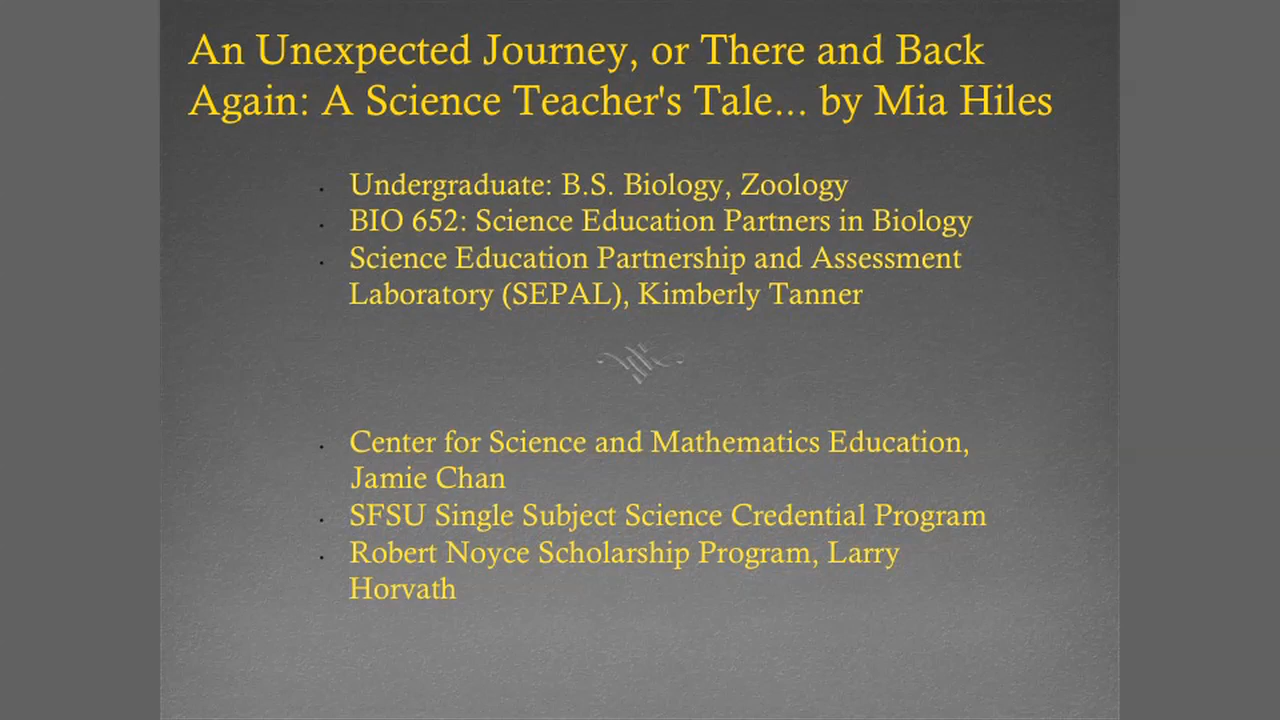 An Unexpected Journey, or There and Back
Again: A Science Teacher's Tale... by Mia Hiles
· Undergraduate: B.S. Biology, Zoology
· BIO 652: Science Education Partners in Biology
· Science Education Partnership and Assessment
Laboratory (SEPAL), Kimberly Tanner
· Center for Science and Mathematics Education,
Jamie Chan
· SFSU Single Subject Science Credential Program
· Robert Noyce Scholarship Program, Larry
Horvath